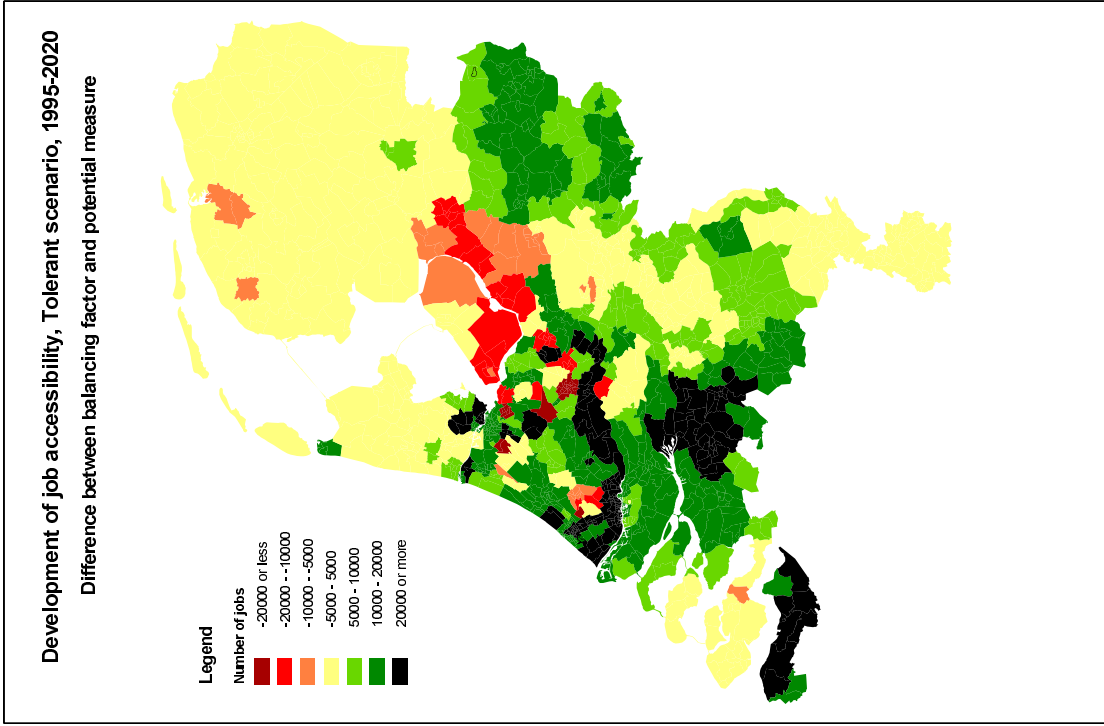 Development of job accessibility, Tolerant scenario, 1995-2020
Difference between balancing factor and potential measure
Legend
Number of jobs
-20000 or less
-20000 - -10000
-10000 - -5000
-5000 - 5000
5000 - 10000
10000 - 20000
20000 or more